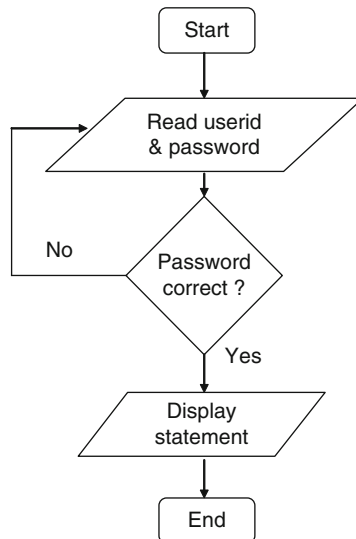 Start
Read userid
& password
No
Password
correct ?
Yes
Display
statement
End